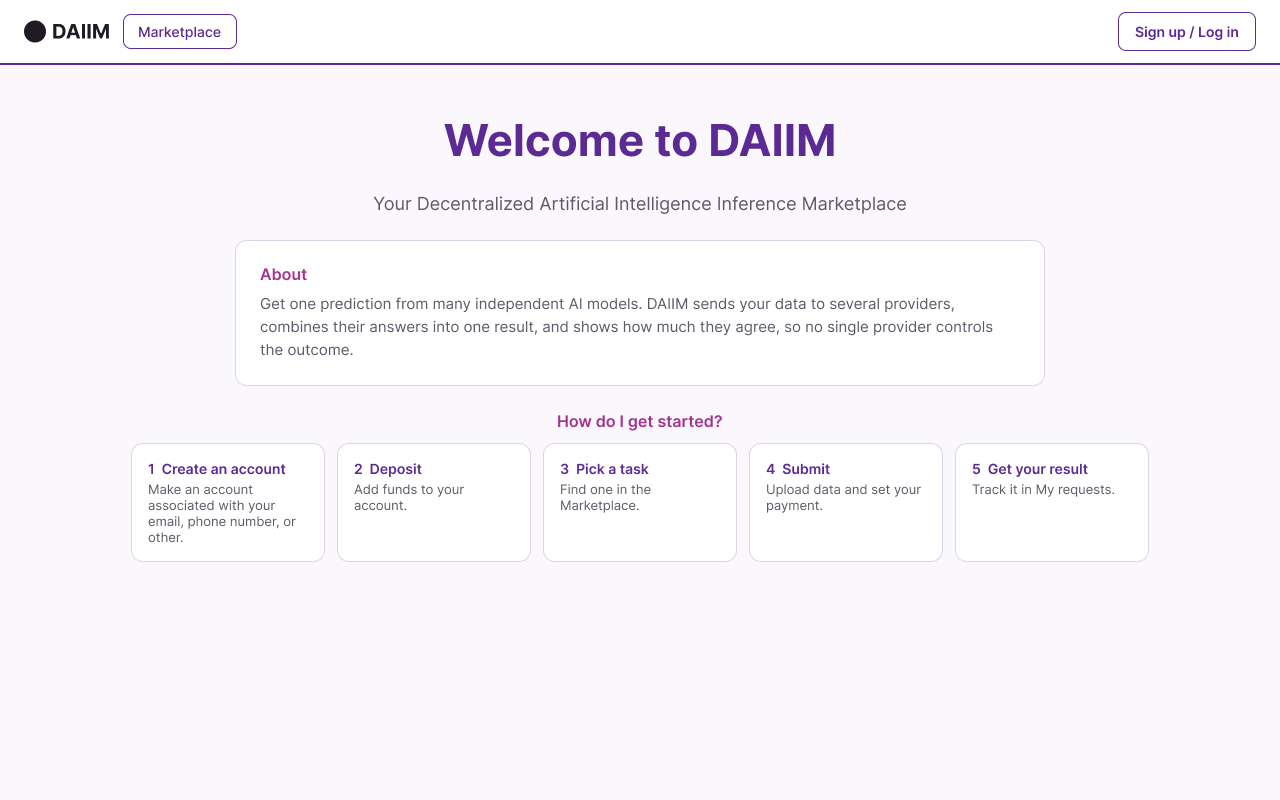 DAIIM
Marketplace
Sign up / Log in
Welcome to DAIIM
Your Decentralized Artificial Intelligence Inference Marketplace
About
Get one prediction from many independent AI models. DAIIM sends your data to several providers,
combines their answers into one result, and shows how much they agree, so no single provider controls
the outcome.
How do I get started?
1 Create an account
Make an account
associated with your
email, phone number, or
other.
2 Deposit
Add funds to your
account.
3 Pick a task
Find one in the
Marketplace.
4 Submit
Upload data and set your
payment.
5 Get your result
Track it in My requests.